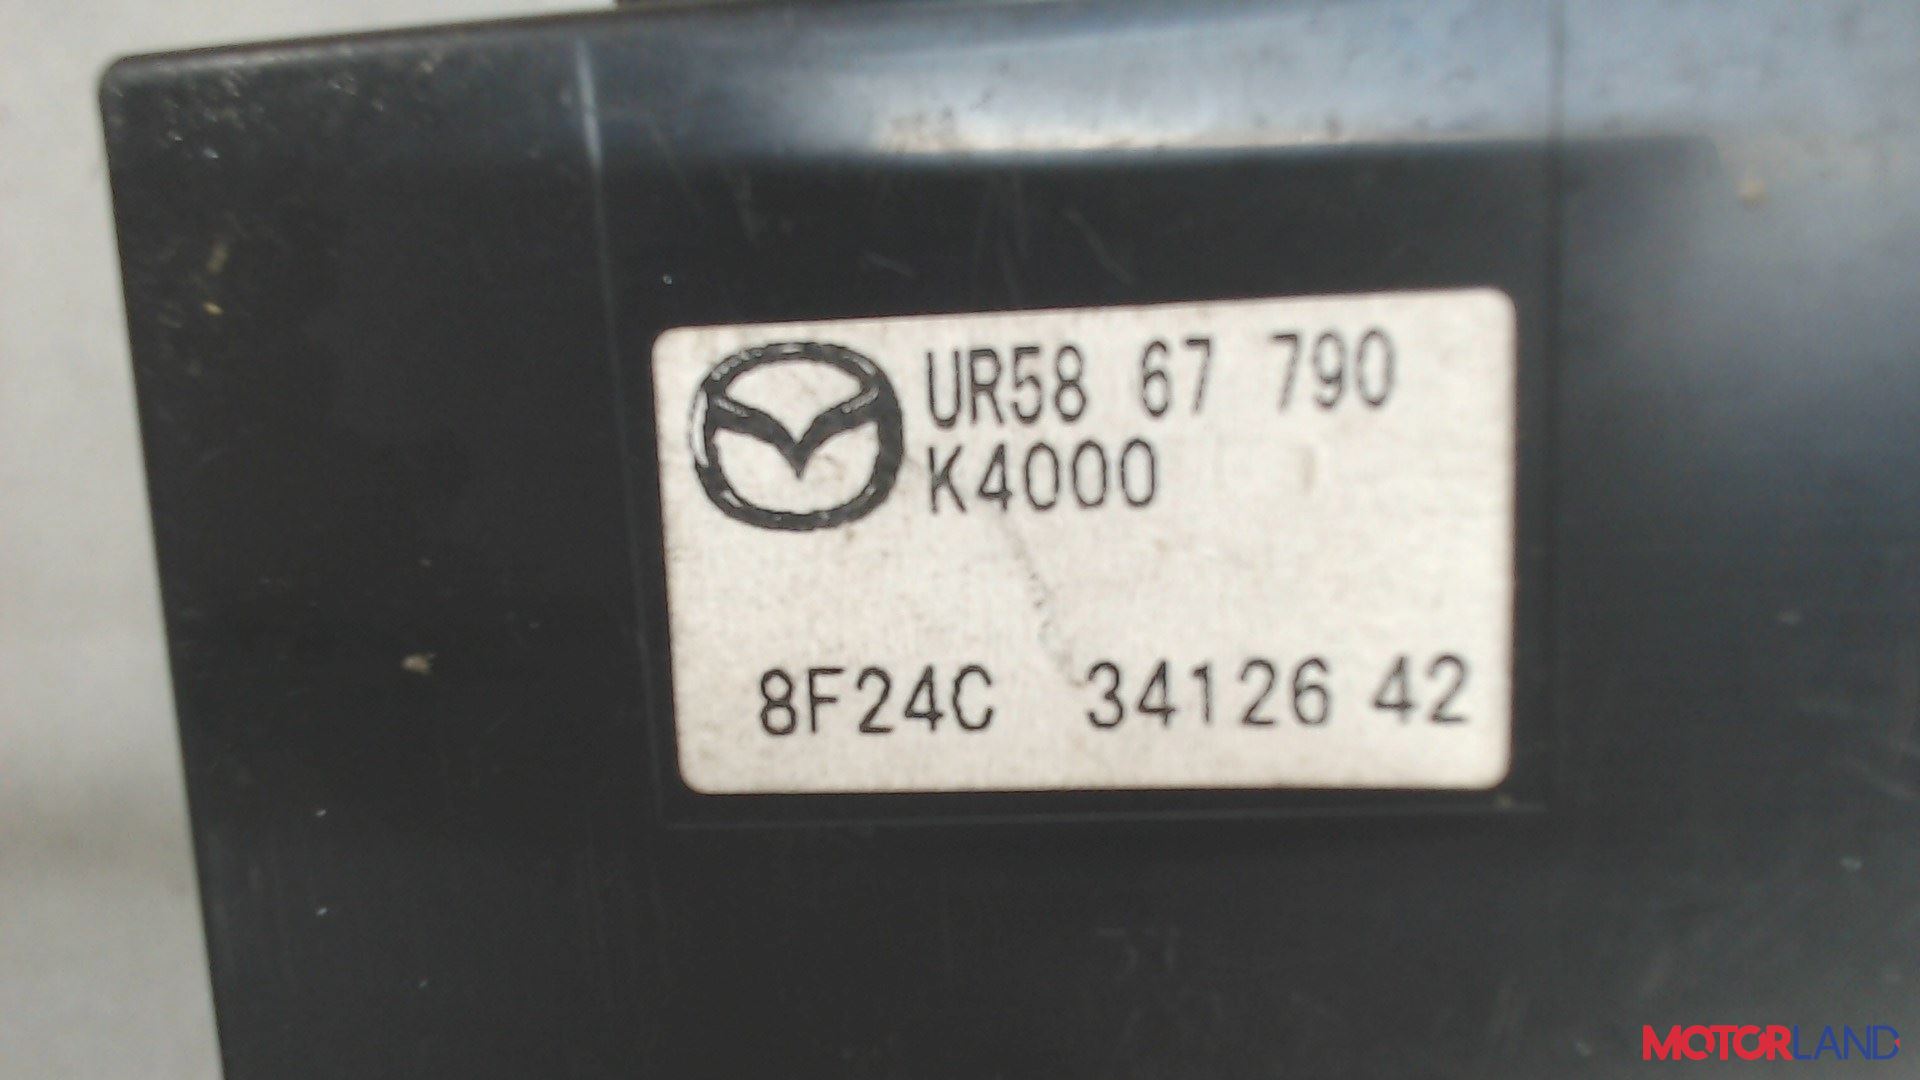 UR58 67 790
K4000
8F24C 34126 42
MOTORLAND